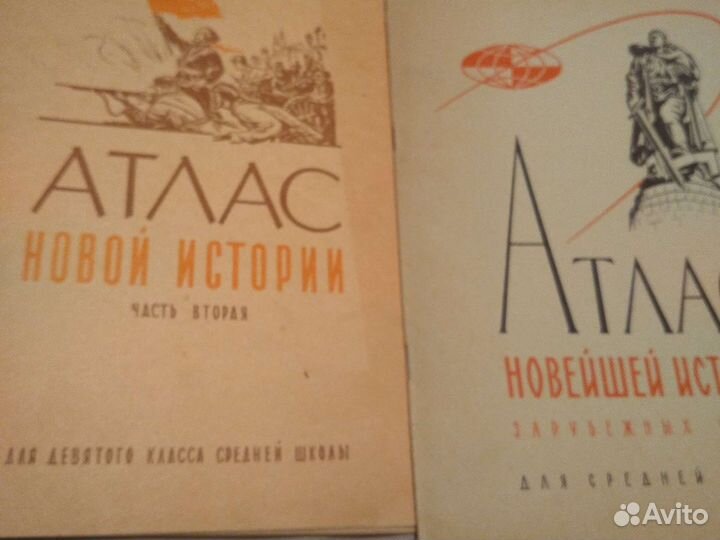 АТЛАС
НОВОЙ ИСТОРИИ
ЧАСТЬ ВТОРАЯ
ДЛЯ ДЕВЯТОГО КЛАССА СРЕДНЕЙ ШКОЛЫ
АТЛАС
НОВЕЙШЕЙ ИСТ
ЗАРУБЕЖНЫХ
ДЛЯ СРЕДНЕЙ
Avito